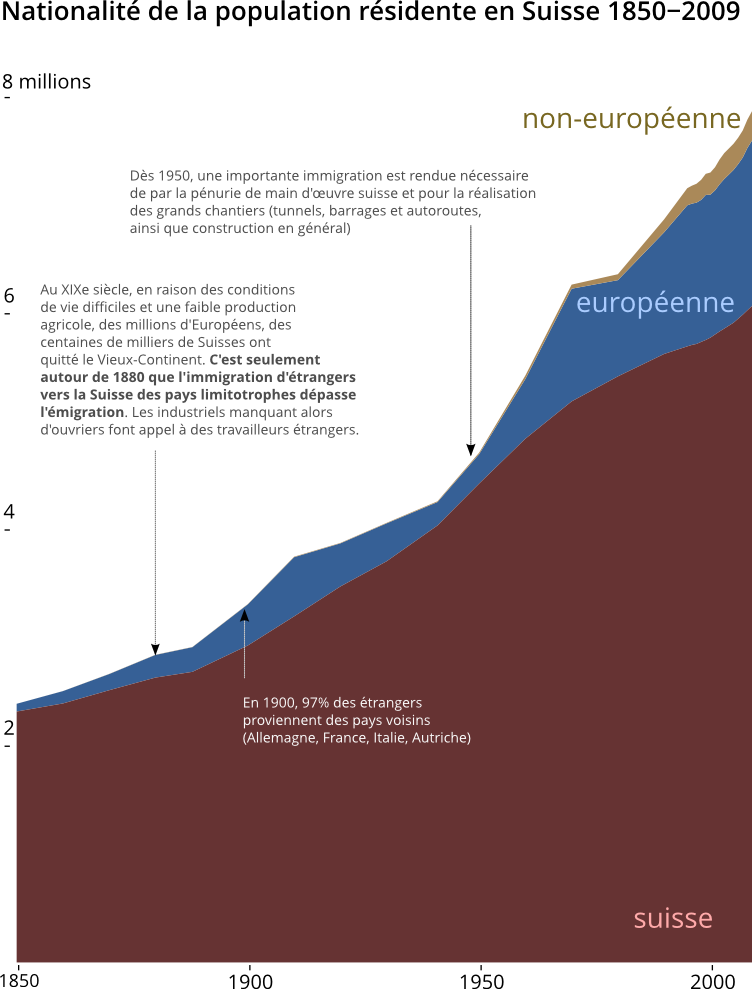 Nationalité de la population résidente en Suisse 1850–2009
8 millions
non-européenne
Dès 1950, une importante immigration est rendue nécessaire
de par la pénurie de main d'œuvre suisse et pour la réalisation
des grands chantiers (tunnels, barrages et autoroutes,
ainsi que construction en général)
6
Au XIXe siècle, en raison des conditions
de vie difficiles et une faible production
agricole, des millions d'Européens, des
centaines de milliers de Suisses ont
quitté le Vieux-Continent. C'est seulement
autour de 1880 que l'immigration d'étrangers
vers la Suisse des pays limitotrophes dépasse
l'émigration. Les industriels manquant alors
d'ouvriers font appel à des travailleurs étrangers.
européenne
4
En 1900, 97% des étrangers
proviennent des pays voisins
(Allemagne, France, Italie, Autriche)
2
suisse
1850 1900 1950 2000